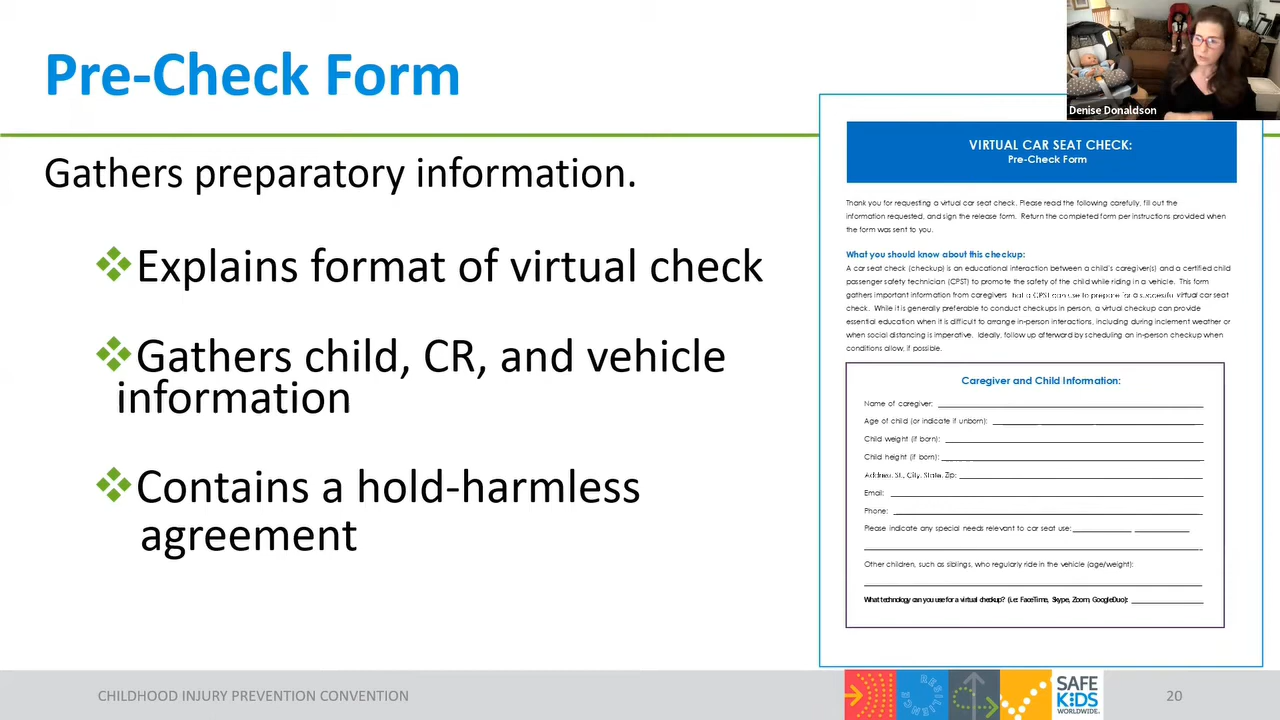 Pre-Check Form
Gathers preparatory information.
Explains format of virtual check
Gathers child, CR, and vehicle
information
Contains a hold-harmless
agreement
Denise Donaldson
VIRTUAL CAR SEAT CHECK:
Pre-Check Form
Thank you for requesting a virtual car seat check. Please read the following carefully, fill out the
information requested, and sign the release form. Return the completed form per instructions provided when
the form was sent to you.
What you should know about this checkup:
A car seat check (checkup) is an educational interaction between a child's caregiver(s) and a certified child
passenger safety technician (CPST) to promote the safety of the child while riding in a vehicle. This form
gathers important information from caregivers that a CPST can use to prepare for a successful virtual car seat
check. While it is generally preferable to conduct checkups in person, a virtual checkup can provide
essential education when it is difficult to arrange in-person interactions, including during inclement weather or
when social distancing is imperative. Ideally, follow up afterward by scheduling an in-person checkup when
conditions allow, if possible.
Caregiver and Child Information:
Name of caregiver:
Age of child (or indicate if unborn):
Child weight (if born):
Child height (if born):
Address, St., City, State, Zip:
Email:
Phone:
Please indicate any special needs relevant to car seat use:
Other children, such as siblings, who regularly ride in the vehicle (age/weight):
What technology can you use for a virtual checkup? (i.e: FaceTime, Skype, Zoom, GoogleDuo):
CHILDHOOD INJURY PREVENTION CONVENTION
RESILIENCE
SAFE
KIDS
WORLDWIDE.
20